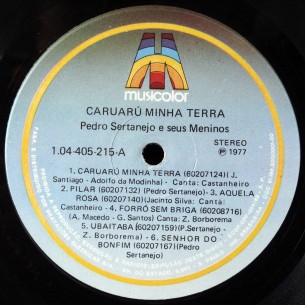 musicolor
CARUARÚ MINHA TERRA
Pedro Sertanejo e seus Meninos
1.04-405-215-A
STEREO
Ⓟ 1977
1. CARUARÚ MINHA TERRA (60207124)( J.
Santiago - Adolfo da Modinha) - Canta: Castanheiro
2. PILAR (60207132) (Pedro Sertanejo) - 3. AQUELA
ROSA (60207140) (Jacinto Silva): Canta:
Castanheiro - 4. FORRÓ SEM BRIGA (60208716)
(A. Macedo - G. Santos) Canta: Z. Borborema
5. UBAITABA (60207159) (P. Sertanejo -
Z. Borborema) - 6. SENHOR DO
BONFIM (60207167) (Pedro
Sertanejo)